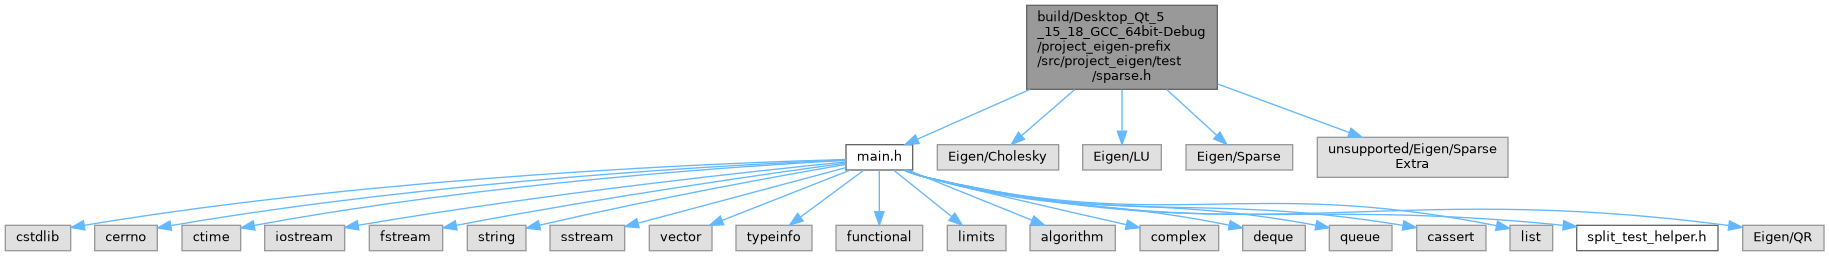 build/Desktop_Qt_5
_15_18_GCC_64bit-Debug
/project_eigen-prefix
/src/project_eigen/test
/sparse.h
main.h
Eigen/Cholesky
Eigen/LU
Eigen/Sparse
unsupported/Eigen/Sparse
Extra
cstdlib
cerrno
ctime
iostream
fstream
string
sstream
vector
typeinfo
functional
limits
algorithm
complex
deque
queue
cassert
list
split_test_helper.h
Eigen/QR